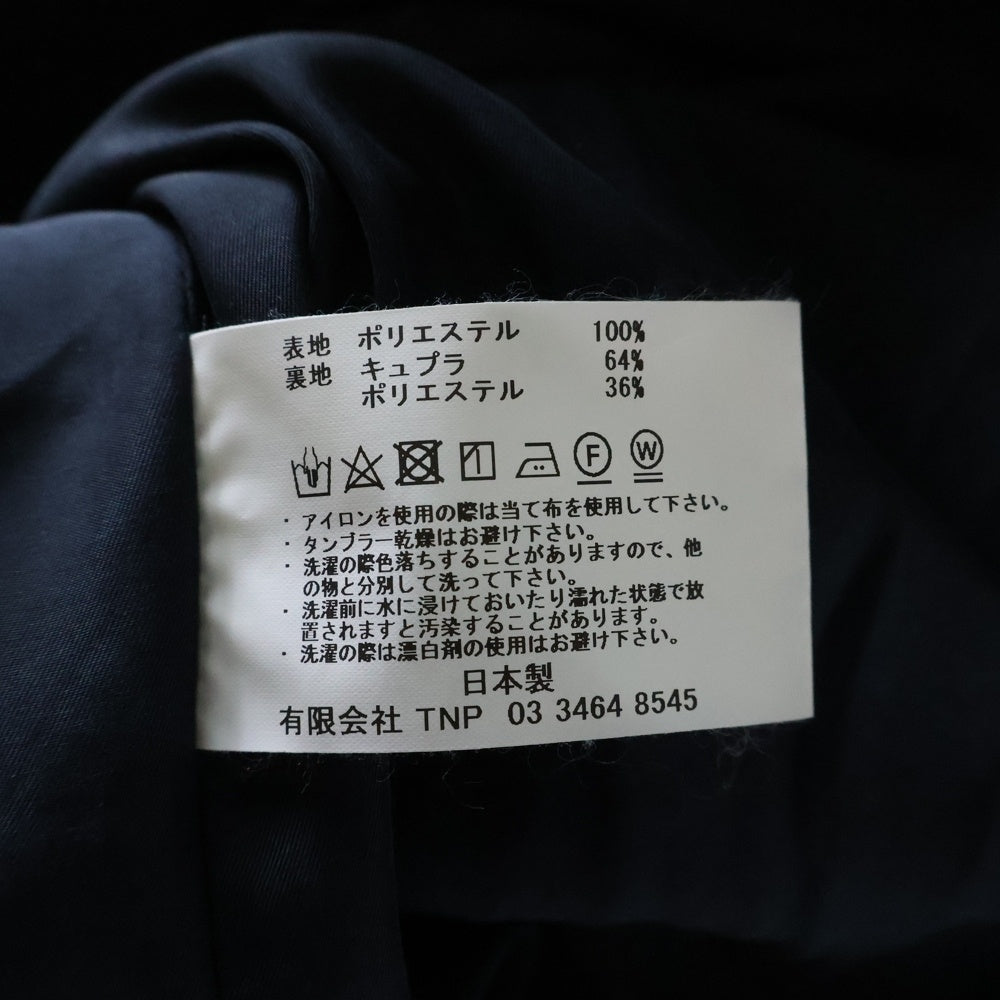 表地 ポリエステル 100%
裏地 キュプラ 64%
ポリエステル 36%
F W
・アイロンを使用の際は当て布を使用して下さい。
・タンブラー乾燥はお避け下さい。
・洗濯の際色落ちすることがありますので、他
の物と分別して洗って下さい。
・洗濯前に水に浸けておいたり濡れた状態で放
置されますと汚染することがあります。
・洗濯の際は漂白剤の使用はお避け下さい。
日本製
有限会社 TNP 03 3464 8545